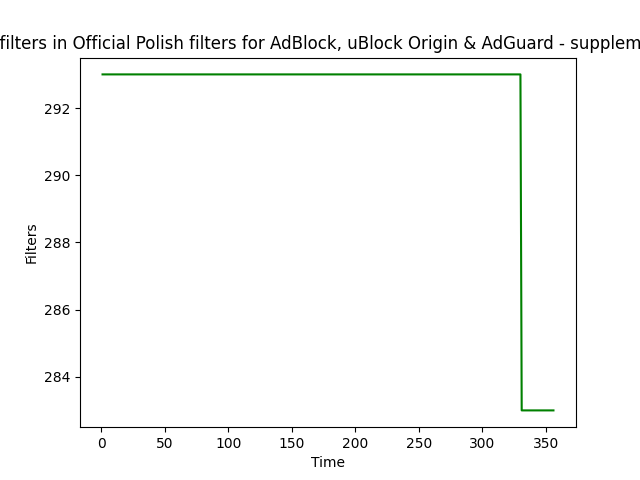 filters in Official Polish filters for AdBlock, uBlock Origin & AdGuard - supplem
292
290
288
286
284
Filters
0 50 100 150 200 250 300 350
Time